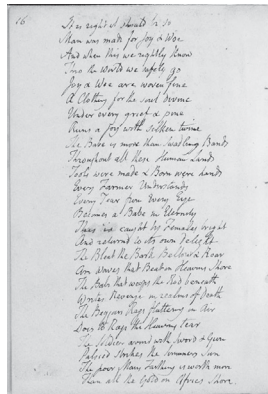 16
It is right it should be so
Man was made for Joy & Woe
And when this we rightly know
Thro the World we safely go
Joy & Woe are woven fine
A Clothing for the soul divine
Under every grief & pine
Runs a joy with silken twine
The Babe is more than Swadling Bands
Throughout all these Human Lands
Tools were made & Born were hands
Every Farmer Understands
Every Tear from Every Eye
Becomes a Babe in Eternity
This is caught by Females bright
And returnd to its own delight
The Bleat the Bark Bellow & Roar
Are Waves that Beat on Heavens Shore
The Babe that weeps the Rod beneath
Writes Revenge in realms of Death
The Beggars Rags fluttering in Air
Does to Rags the Heavens tear
The Soldier armd with Sword & Gun
Palsied strikes the Summers Sun
The poor Mans Farthing is worth more
Than all the Gold on Africs Shore